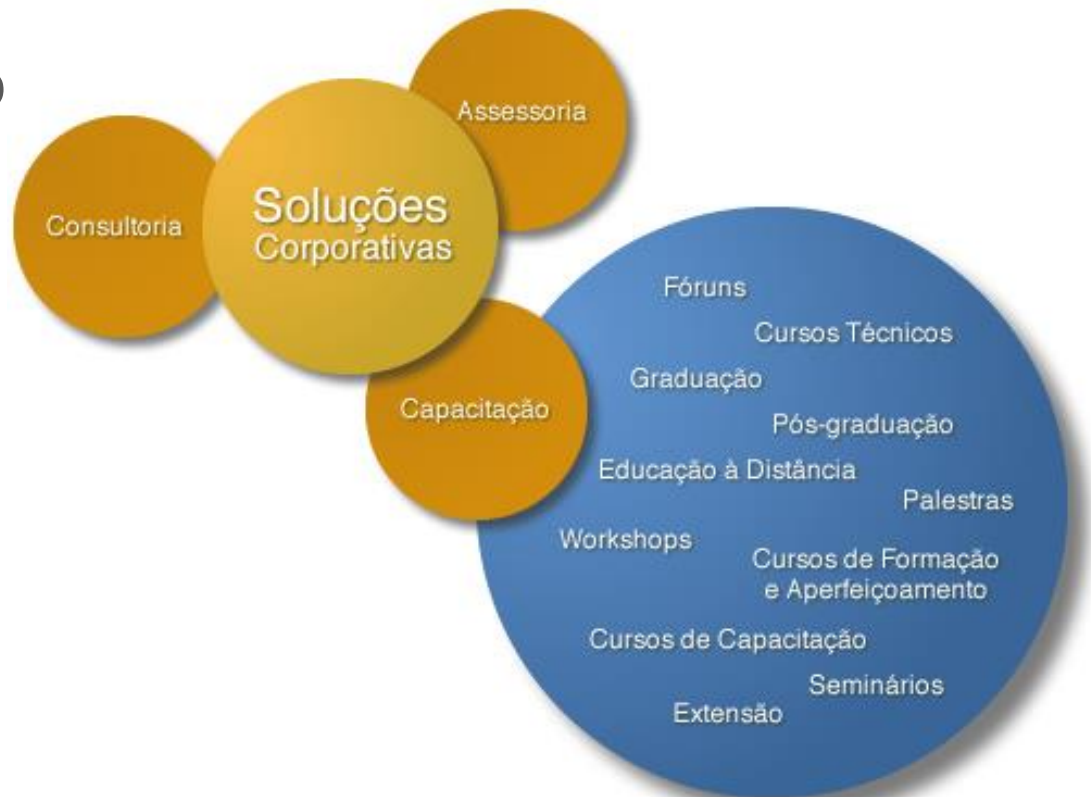 Assessoria
Consultoria
Soluções
Corporativas
Capacitação
Fóruns
Cursos Técnicos
Graduação
Pós-graduação
Educação à Distância
Palestras
Workshops
Cursos de Formação
e Aperfeiçoamento
Cursos de Capacitação
Seminários
Extensão